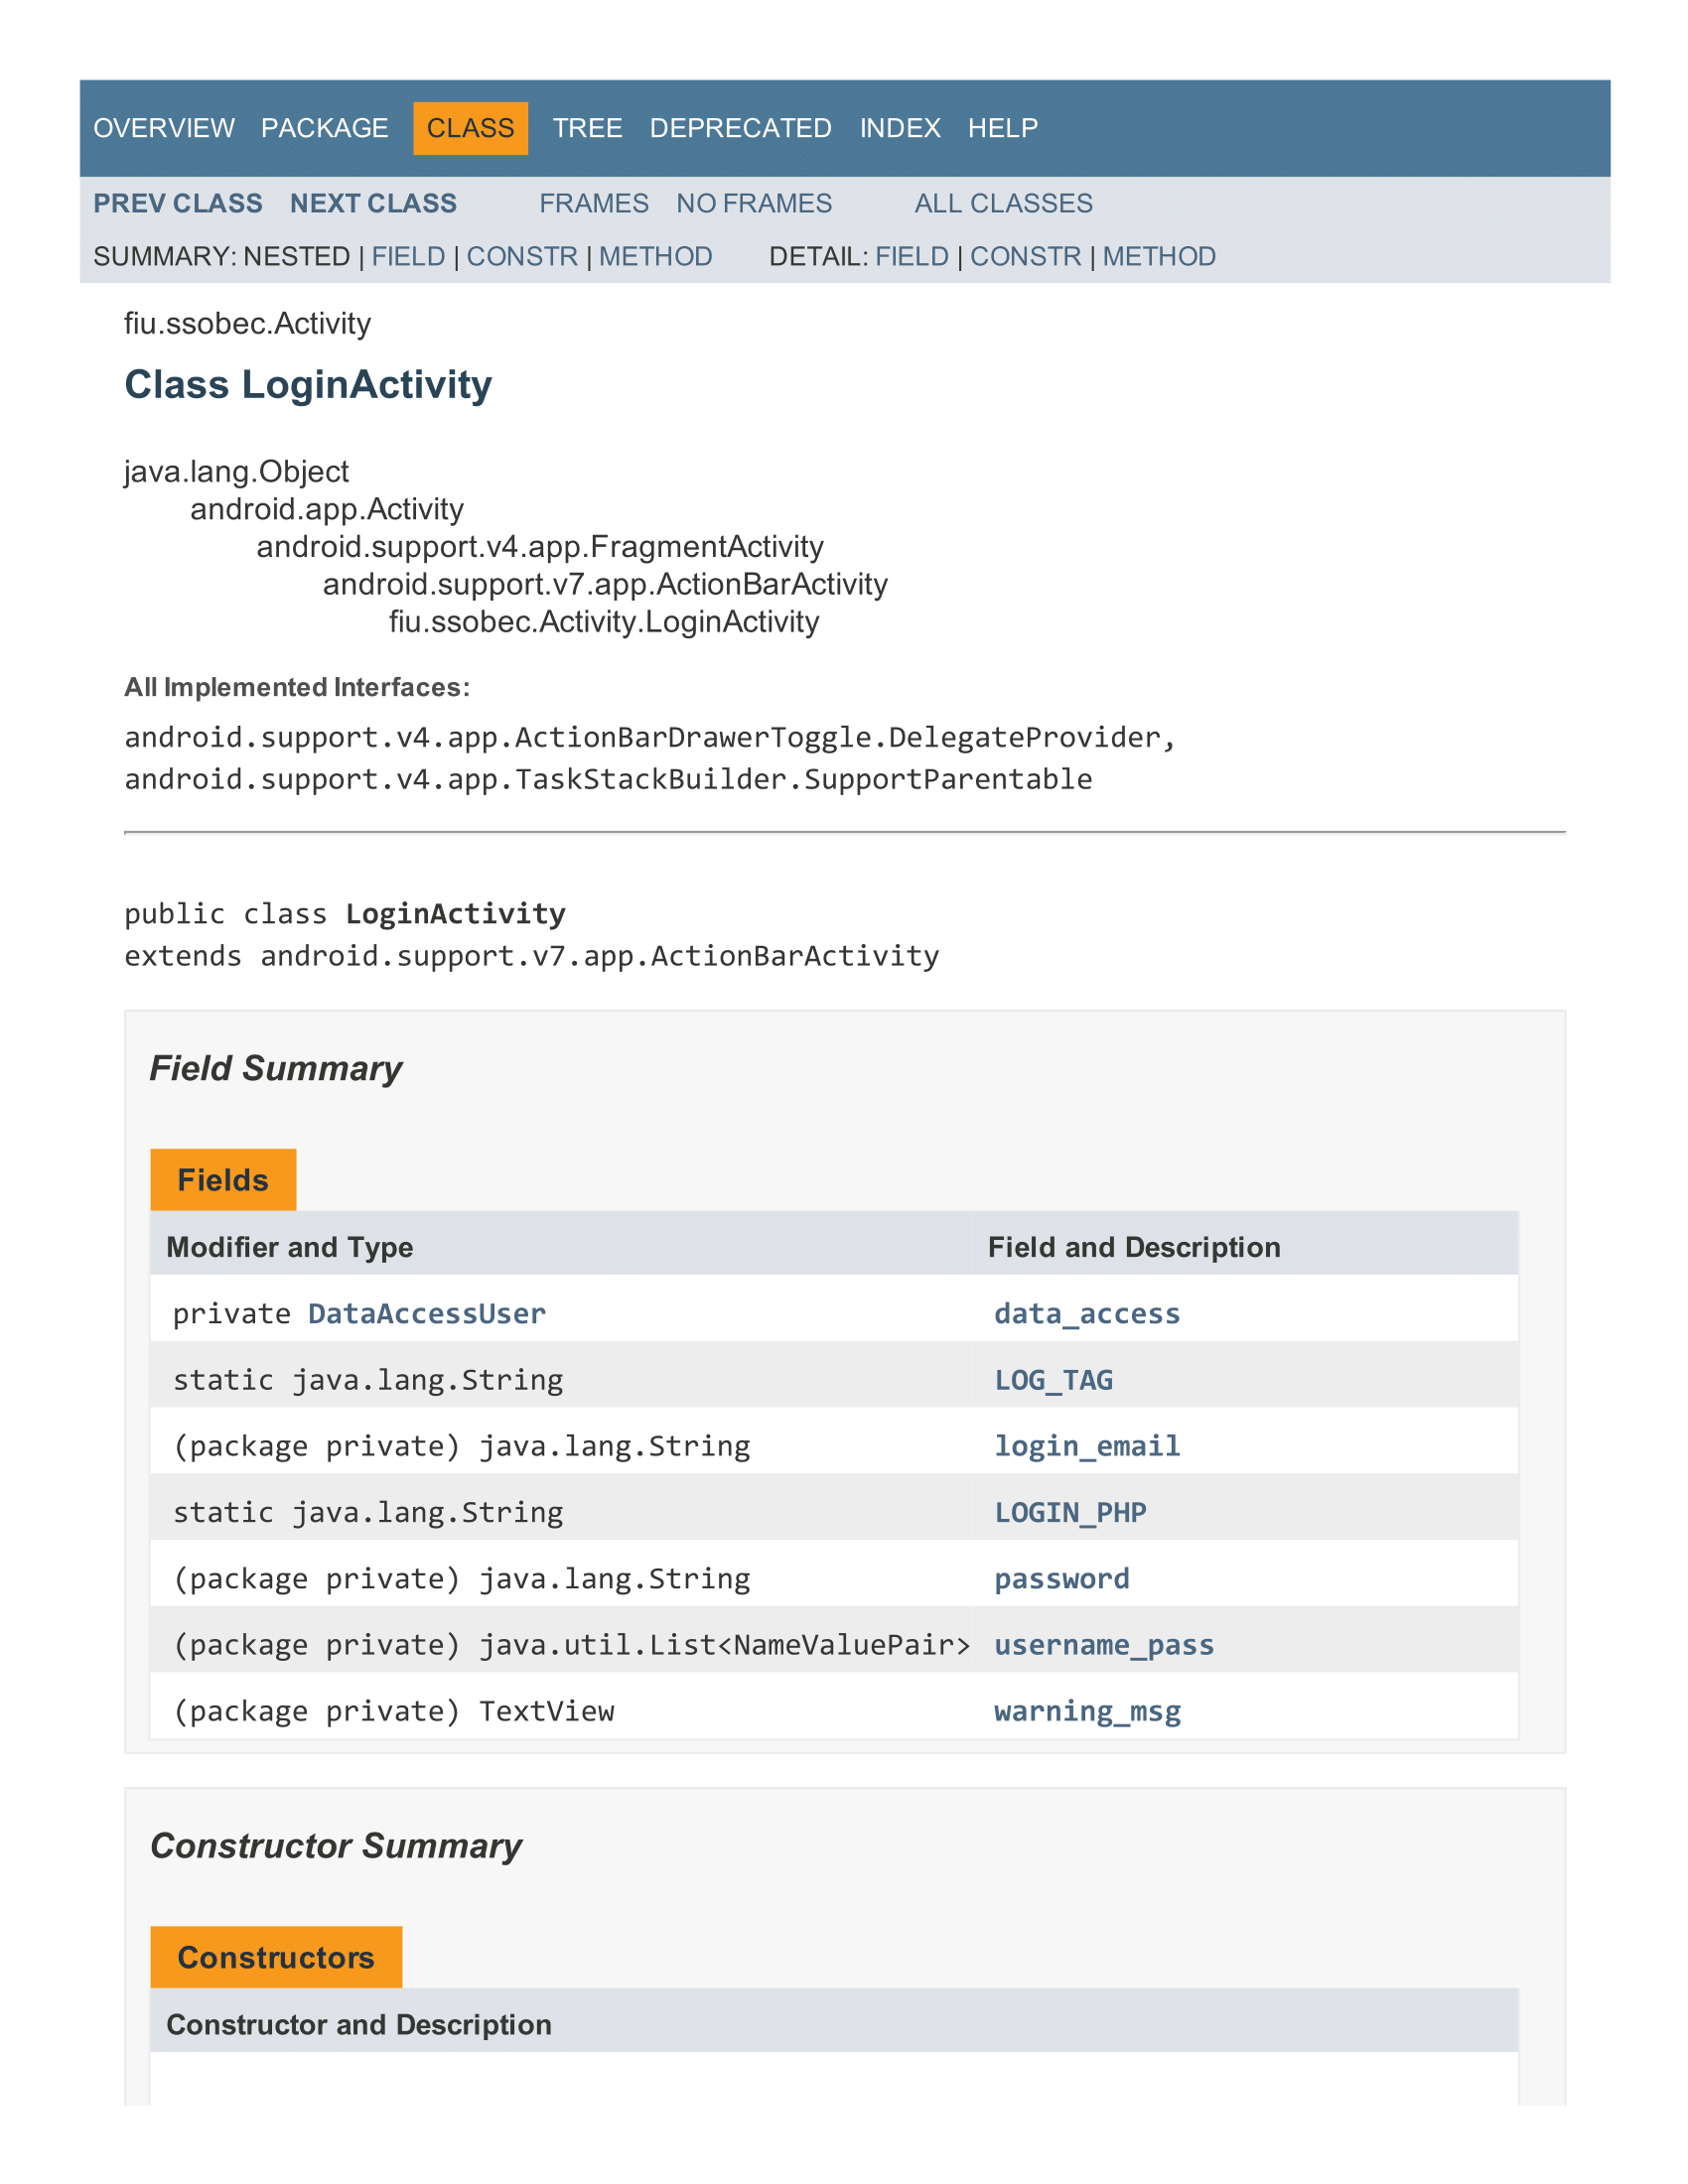 OVERVIEW PACKAGE CLASS TREE DEPRECATED INDEX HELP
PREV CLASS NEXT CLASS FRAMES NO FRAMES ALL CLASSES
SUMMARY: NESTED | FIELD | CONSTR | METHOD DETAIL: FIELD | CONSTR | METHOD
fiu.ssobec.Activity
Class LoginActivity
java.lang.Object
android.app.Activity
android.support.v4.app.FragmentActivity
android.support.v7.app.ActionBarActivity
fiu.ssobec.Activity.LoginActivity
All Implemented Interfaces:
android.support.v4.app.ActionBarDrawerToggle.DelegateProvider,
android.support.v4.app.TaskStackBuilder.SupportParentable
public class LoginActivity
extends android.support.v7.app.ActionBarActivity
Field Summary
Fields
Modifier and Type Field and Description
private DataAccessUser data_access
static java.lang.String LOG_TAG
(package private) java.lang.String login_email
static java.lang.String LOGIN_PHP
(package private) java.lang.String password
(package private) java.util.List<NameValuePair> username_pass
(package private) TextView warning_msg
Constructor Summary
Constructors
Constructor and Description